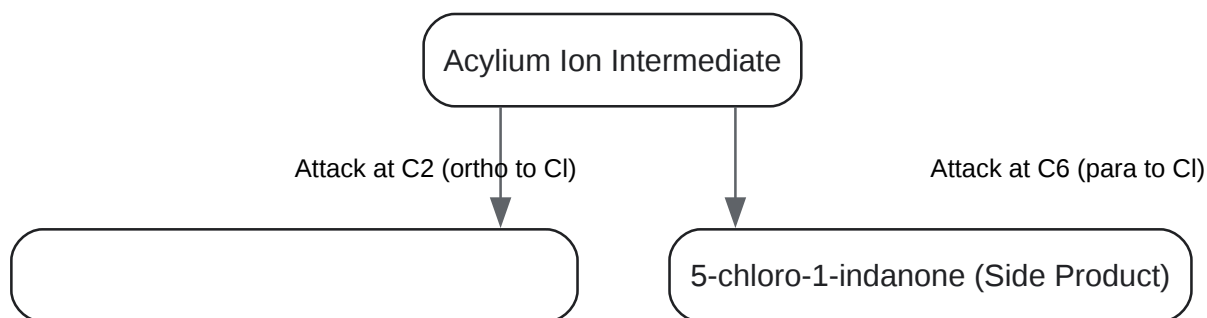 Acylium Ion Intermediate
Attack at C2 (ortho to Cl)
Attack at C6 (para to Cl)
5-chloro-1-indanone (Side Product)